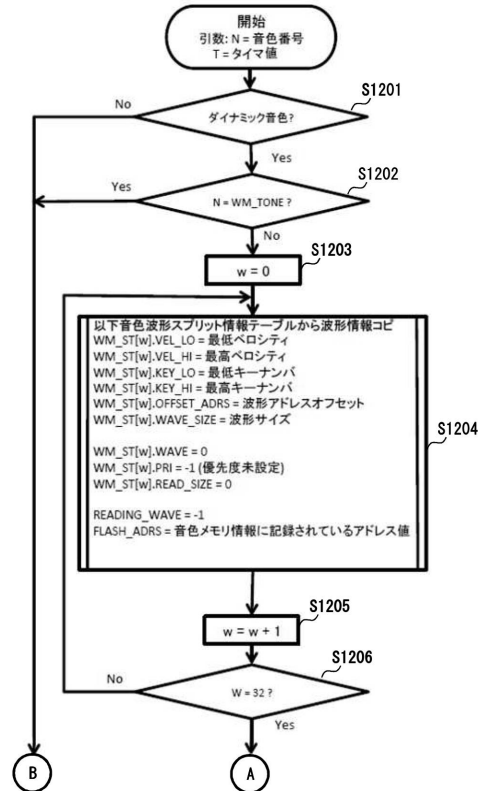 開始
引数: N = 音色番号
T = タイマ値
S1201
No
ダイナミック音色?
Yes
S1202
Yes
N = WM_TONE ?
No
S1203
w = 0
以下音色波形スプリット情報テーブルから波形情報コピ
WM_ST[w].VEL_LO = 最低ベロシティ
WM_ST[w].VEL_HI = 最高ベロシティ
WM_ST[w].KEY_LO = 最低キーナンバ
WM_ST[w].KEY_HI = 最高キーナンバ
WM_ST[w].OFFSET_ADRS = 波形アドレスオフセット
WM_ST[w].WAVE_SIZE = 波形サイズ
S1204
WM_ST[w].WAVE = 0
WM_ST[w].PRI = -1 (優先度未設定)
WM_ST[w].READ_SIZE = 0
READING_WAVE = -1
FLASH_ADRS = 音色メモリ情報に記録されているアドレス値
S1205
w = w + 1
S1206
No
W = 32 ?
Yes
B
A